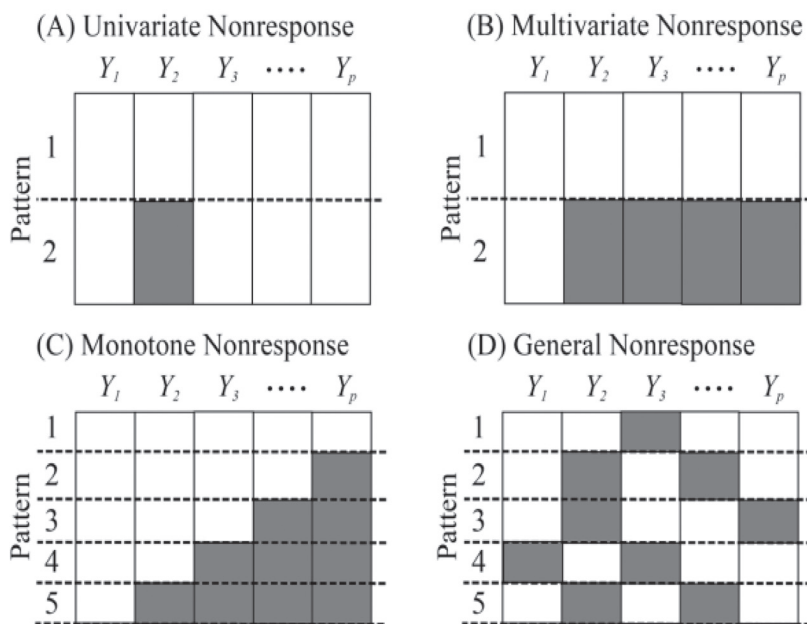 (A) Univariate Nonresponse
Y1 Y2 Y3 .... Yp
Pattern
1
2
(B) Multivariate Nonresponse
Y1 Y2 Y3 .... Yp
Pattern
1
2
(C) Monotone Nonresponse
Y1 Y2 Y3 .... Yp
Pattern
1
2
3
4
5
(D) General Nonresponse
Y1 Y2 Y3 .... Yp
Pattern
1
2
3
4
5